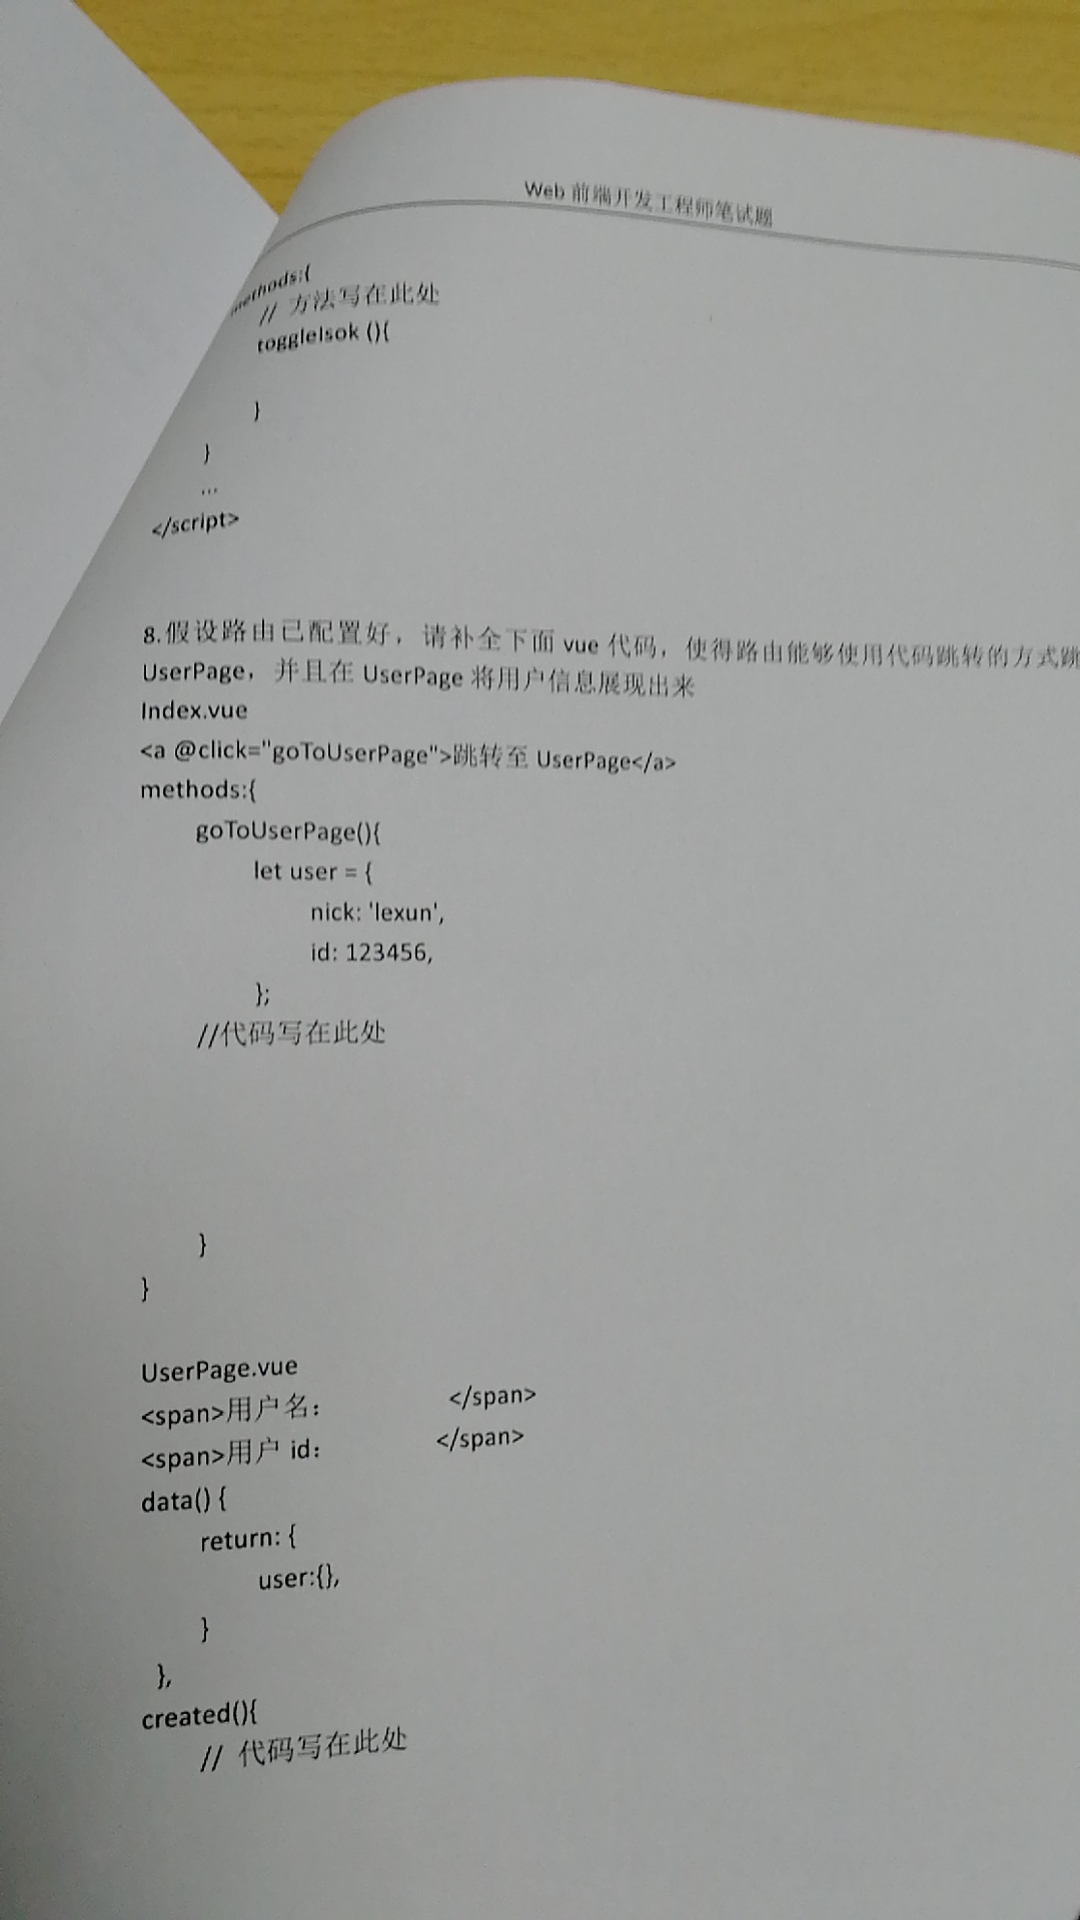 Web 前端开发工程师笔试题
methods:{
// 方法写在此处
toggleIsok (){
}
}
...
</script>
8.假设路由已配置好，请补全下面 vue 代码，使得路由能够使用代码跳转的方式跳
UserPage，并且在 UserPage 将用户信息展现出来
Index.vue
<a @click="goToUserPage">跳转至 UserPage</a>
methods:{
goToUserPage(){
let user = {
nick: 'lexun',
id: 123456,
};
//代码写在此处
}
}
UserPage.vue
<span>用户名： </span>
<span>用户 id： </span>
data() {
return: {
user:{},
}
},
created(){
// 代码写在此处